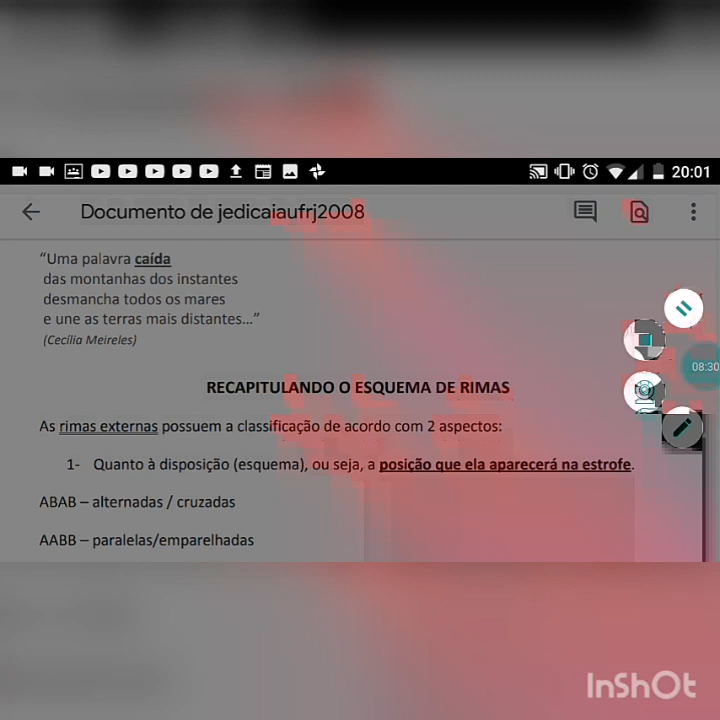 20:01
Documento de jedicaiaufrj2008
“Uma palavra caída
das montanhas dos instantes
desmancha todos os mares
e une as terras mais distantes...”
(Cecília Meireles)
08:30
RECAPITULANDO O ESQUEMA DE RIMAS
As rimas externas possuem a classificação de acordo com 2 aspectos:
1- Quanto à disposição (esquema), ou seja, a posição que ela aparecerá na estrofe.
ABAB – alternadas / cruzadas
AABB – paralelas/emparelhadas
InShOt